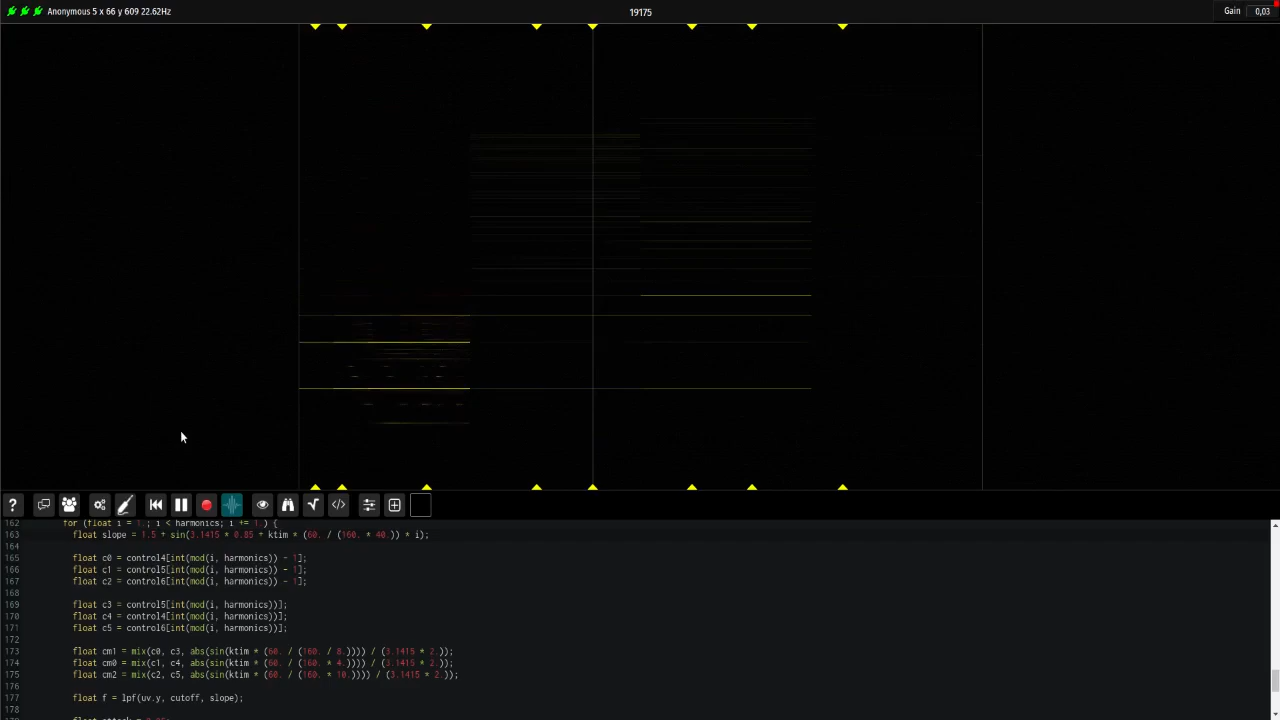 Anonymous 5 x 66 y 609 22.62Hz
19175
Gain 0,03
162 for (float i = 1.; i < harmonics; i += 1.) {
163 float slope = 1.5 + sin(3.1415 * 0.85 + ktim * (60. / (160. * 40.)) * i);
164
165 float c0 = control4[int(mod(i, harmonics)) - 1];
166 float c1 = control5[int(mod(i, harmonics)) - 1];
167 float c2 = control6[int(mod(i, harmonics)) - 1];
168
169 float c3 = control5[int(mod(i, harmonics))];
170 float c4 = control4[int(mod(i, harmonics))];
171 float c5 = control6[int(mod(i, harmonics))];
172
173 float cm1 = mix(c0, c3, abs(sin(ktim * (60. / (160. / 8.)))) / (3.1415 * 2.));
174 float cm0 = mix(c1, c4, abs(sin(ktim * (60. / (160. * 4.)))) / (3.1415 * 2.));
175 float cm2 = mix(c2, c5, abs(sin(ktim * (60. / (160. * 10.)))) / (3.1415 * 2.));
176
177 float f = lpf(uv.y, cutoff, slope);
178